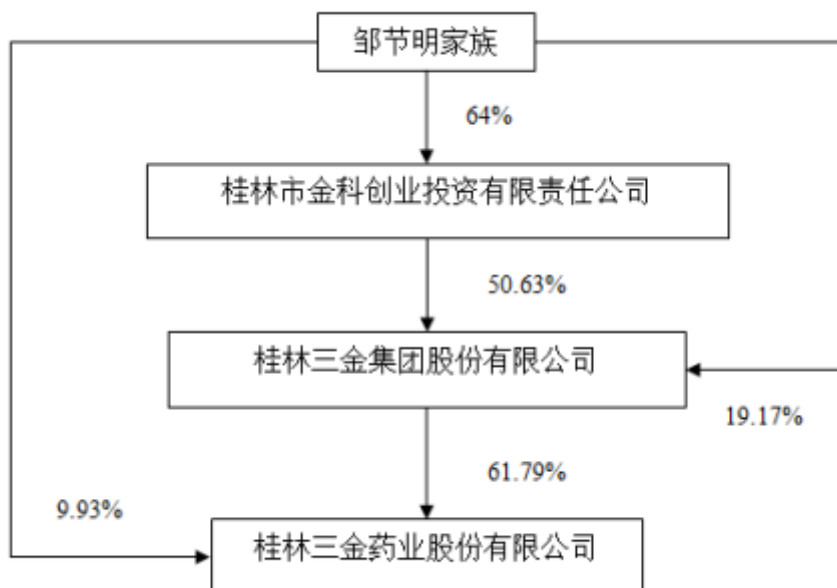 邹节明家族
64%
桂林市金科创业投资有限责任公司
50.63%
桂林三金集团股份有限公司
19.17%
61.79%
9.93%
桂林三金药业股份有限公司